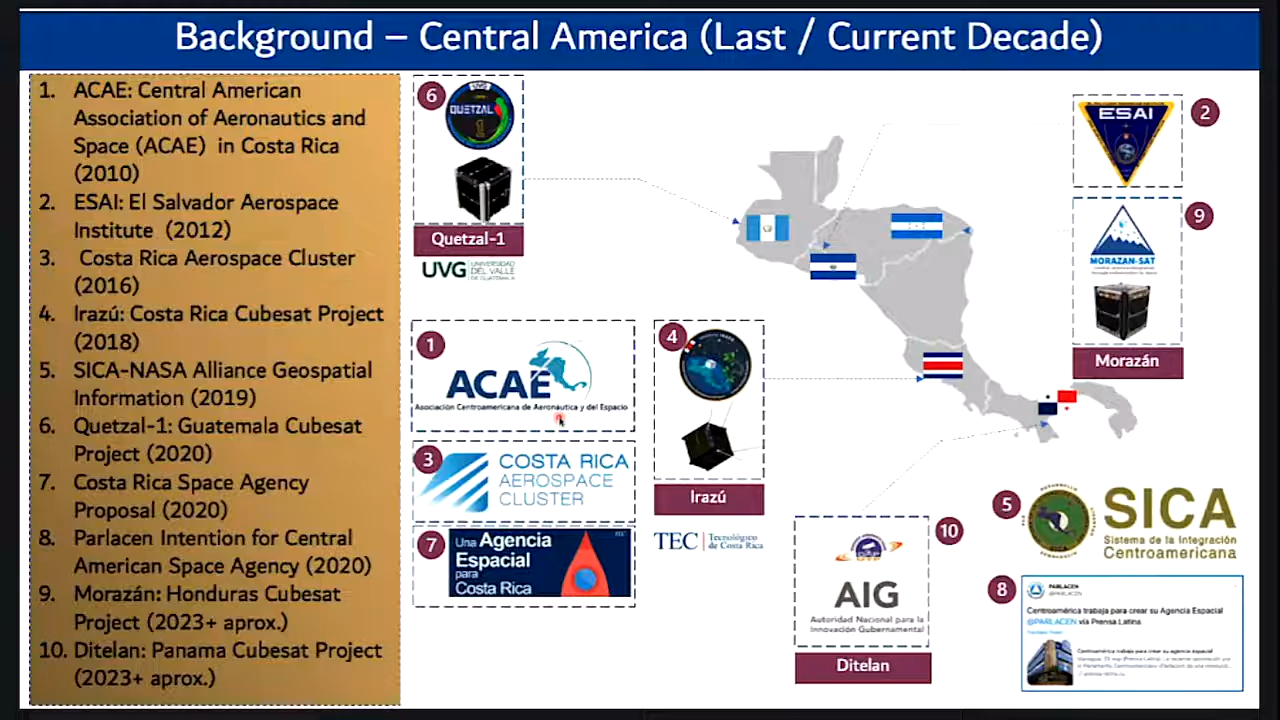 Background – Central America (Last / Current Decade)
1. ACAE: Central American
Association of Aeronautics and
Space (ACAE) in Costa Rica
(2010)
2. ESAI: El Salvador Aerospace
Institute (2012)
3. Costa Rica Aerospace Cluster
(2016)
4. Irazú: Costa Rica Cubesat Project
(2018)
5. SICA-NASA Alliance Geospatial
Information (2019)
6. Quetzal-1: Guatemala Cubesat
Project (2020)
7. Costa Rica Space Agency
Proposal (2020)
8. Parlacen Intention for Central
American Space Agency (2020)
9. Morazán: Honduras Cubesat
Project (2023+ aprox.)
10. Ditelan: Panama Cubesat Project
(2023+ aprox.)
6
UVG
QUETZAL
1
Quetzal-1
UVG UNIVERSIDAD
DEL VALLE
DE GUATEMALA
1
ACAE
Asociación Centroamericana de Aeronáutica y del Espacio
3
COSTA RICA
AEROSPACE
CLUSTER
7
TEC
Una Agencia
Espacial
para
Costa Rica
4
Irazú
TEC Tecnológico
de Costa Rica
2
ESAI
9
MORAZAN-SAT
Morazán
10
UTP
AIG
Autoridad Nacional para la
Innovación Gubernamental
Ditelan
5
SICA
Sistema de la Integración
Centroamericana
8
PARLACEN
@PARLACEN
Centroamérica trabaja para crear su Agencia Espacial
@PARLACEN vía Prensa Latina
Centroamérica trabaja para crear su agencia espacial